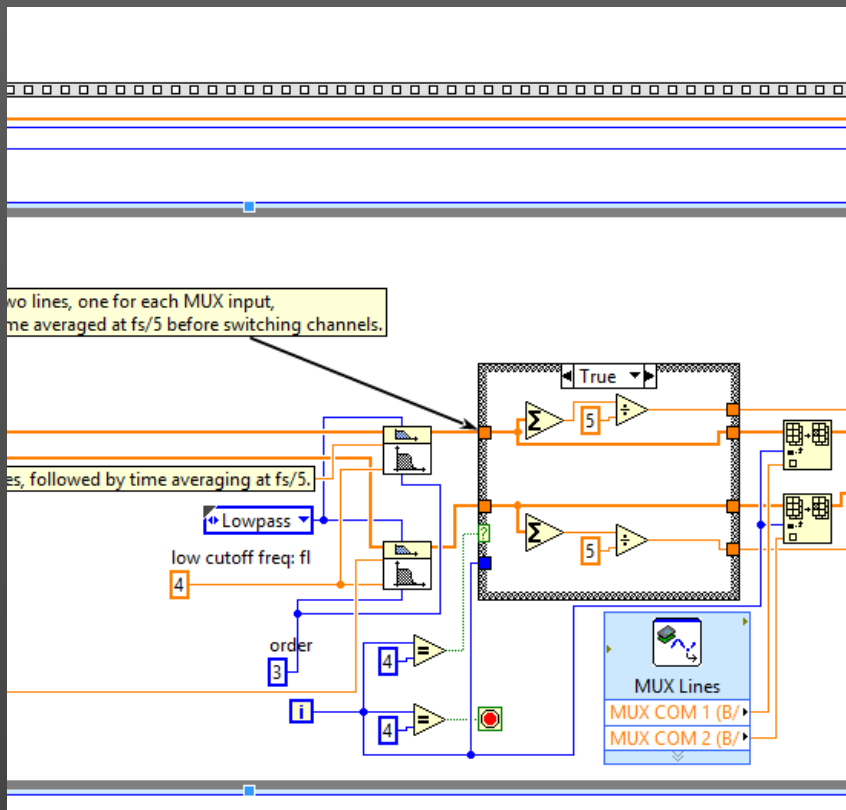 wo lines, one for each MUX input,
me averaged at fs/5 before switching channels.
True
Σ
5
÷
es, followed by time averaging at fs/5.
Lowpass
?
Σ
5
÷
low cutoff freq: fl
4
order
3
4
=
i
4
=
MUX Lines
MUX COM 1 (B/
MUX COM 2 (B/